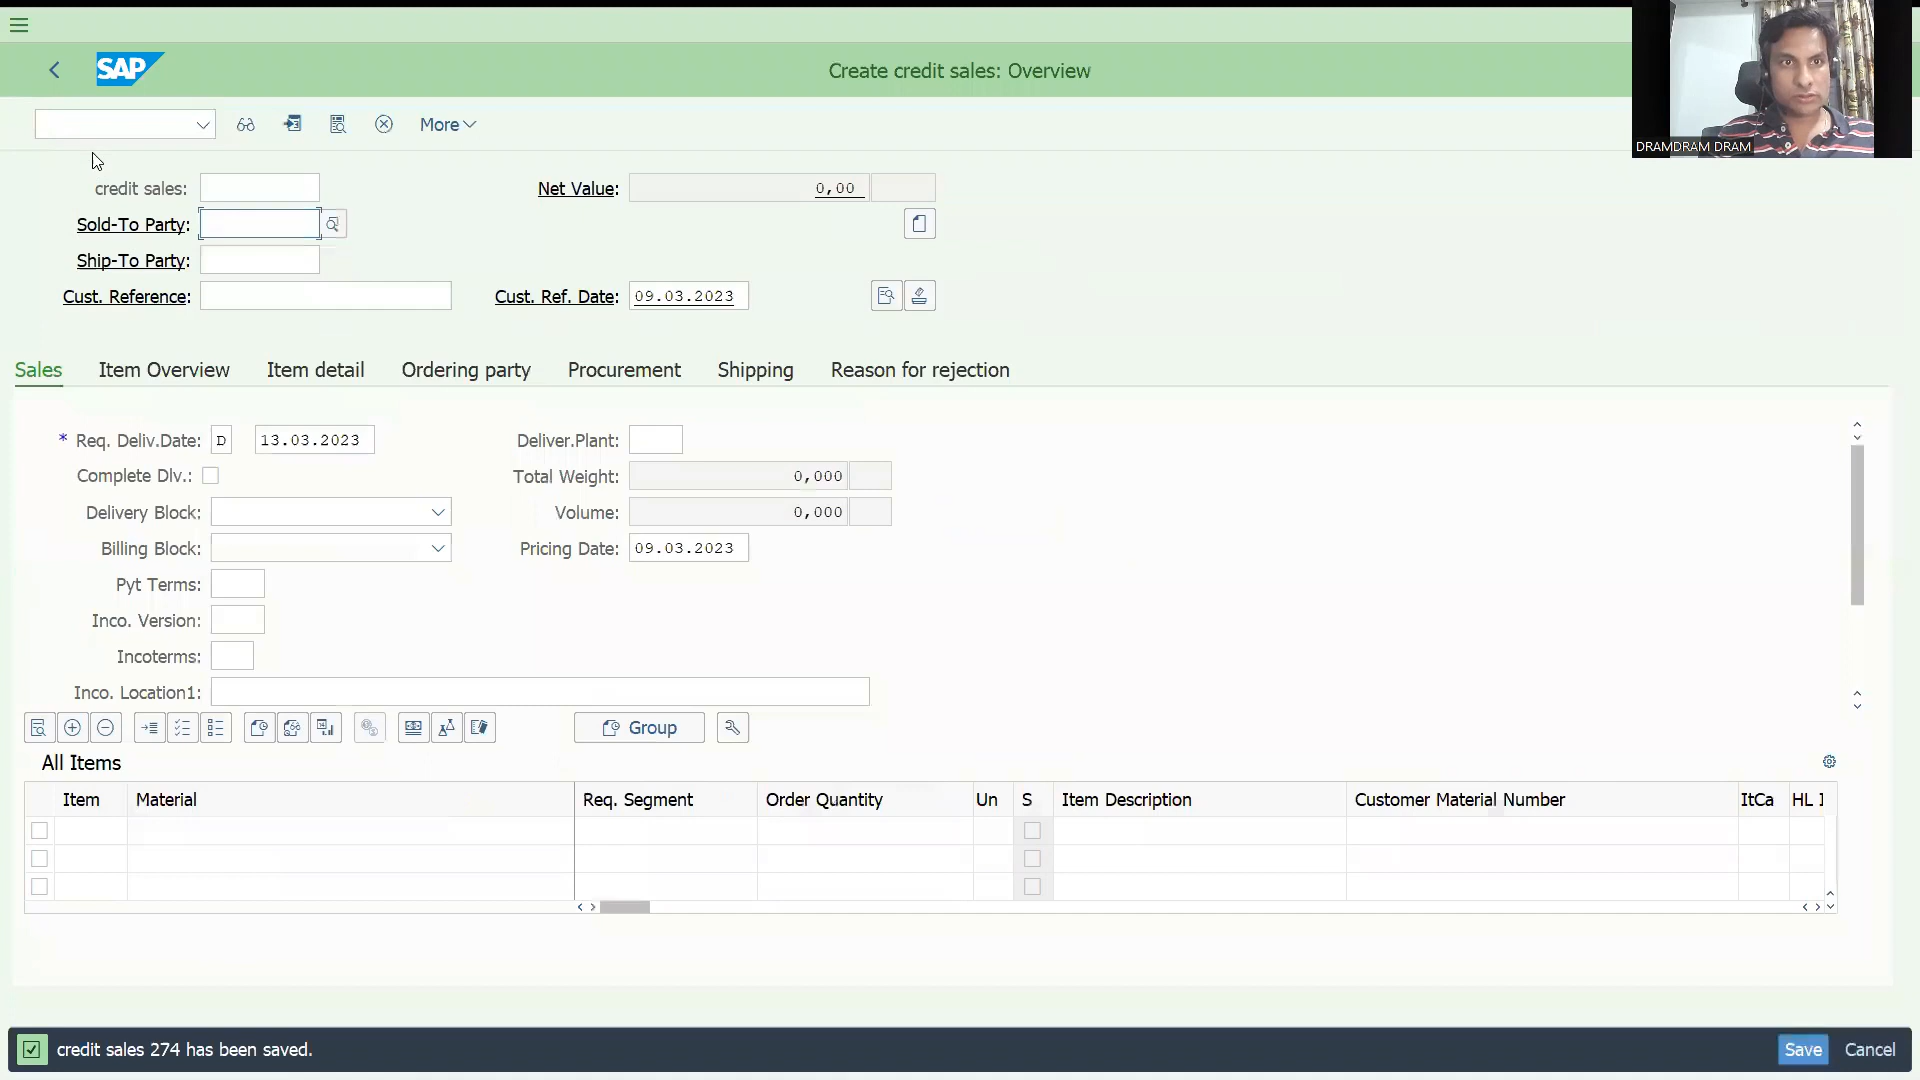 SAP
Create credit sales: Overview
More
DRAMDRAM DRAM
credit sales:
Net Value: 0,00
Sold-To Party:
Ship-To Party:
Cust. Reference:
Cust. Ref. Date: 09.03.2023
Sales Item Overview Item detail Ordering party Procurement Shipping Reason for rejection
* Req. Deliv.Date: D 13.03.2023 Deliver.Plant:
Complete Dlv.: Total Weight: 0,000
Delivery Block: Volume: 0,000
Billing Block: Pricing Date: 09.03.2023
Pyt Terms:
Inco. Version:
Incoterms:
Inco. Location1:
Group
All Items
Item Material Req. Segment Order Quantity Un S Item Description Customer Material Number ItCa HL I
credit sales 274 has been saved.
Save Cancel